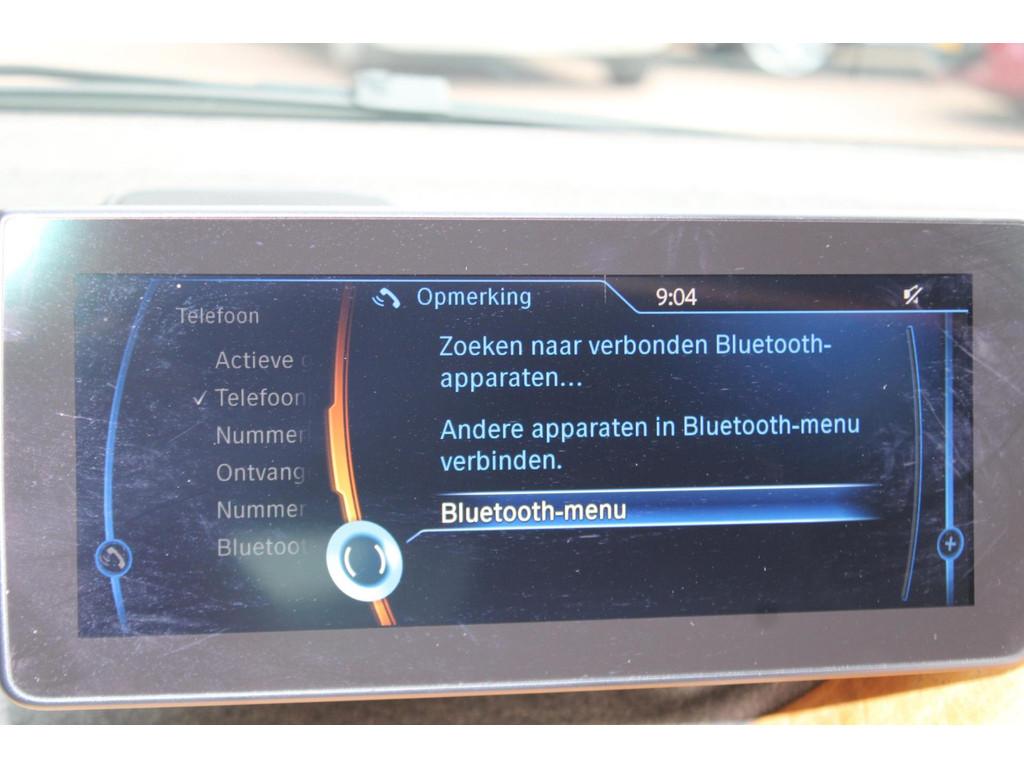 Opmerking
9:04
Telefoon
Actieve
✓ Telefoon
Nummer
Ontvang
Nummer
Bluetoot
Zoeken naar verbonden Bluetooth-
apparaten...
Andere apparaten in Bluetooth-menu
verbinden.
Bluetooth-menu